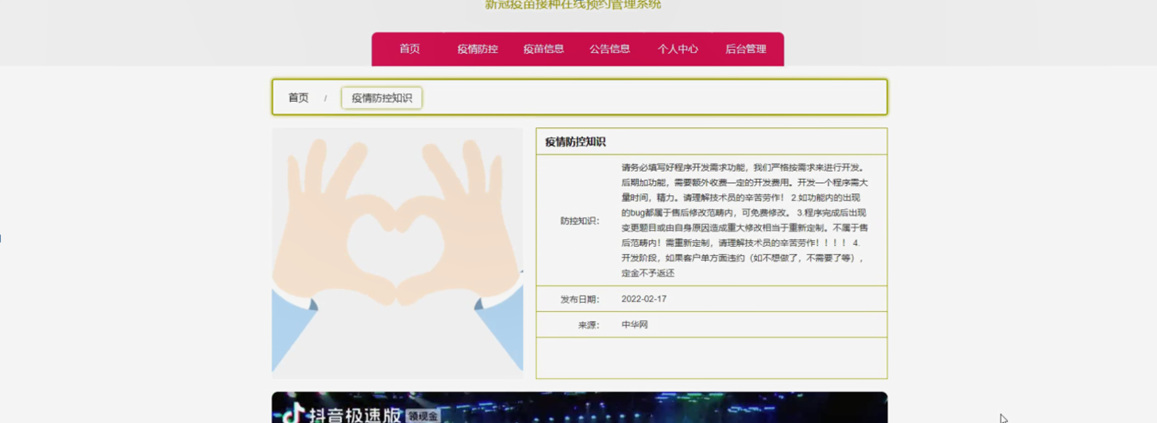 新冠疫苗接种在线预约管理系统
首页 疫情防控 疫苗信息 公告信息 个人中心 后台管理
首页 / 疫情防控知识
疫情防控知识
防控知识:
请务必填写好程序开发需求功能，我们严格按需求来进行开发。
后期加功能，需要额外收费一定的开发费用。开发一个程序需大
量时间，精力。请理解技术员的辛苦劳作！ 2.如功能内的出现
的bug都属于售后修改范畴内，可免费修改。 3.程序完成后出现
变更题目或由自身原因造成重大修改相当于重新定制。不属于售
后范畴内！需重新定制，请理解技术员的辛苦劳作！！！！ 4.
开发阶段，如果客户单方面违约（如不想做了，不需要了等），
定金不予返还
发布日期: 2022-02-17
来源: 中华网
抖音极速版 领现金